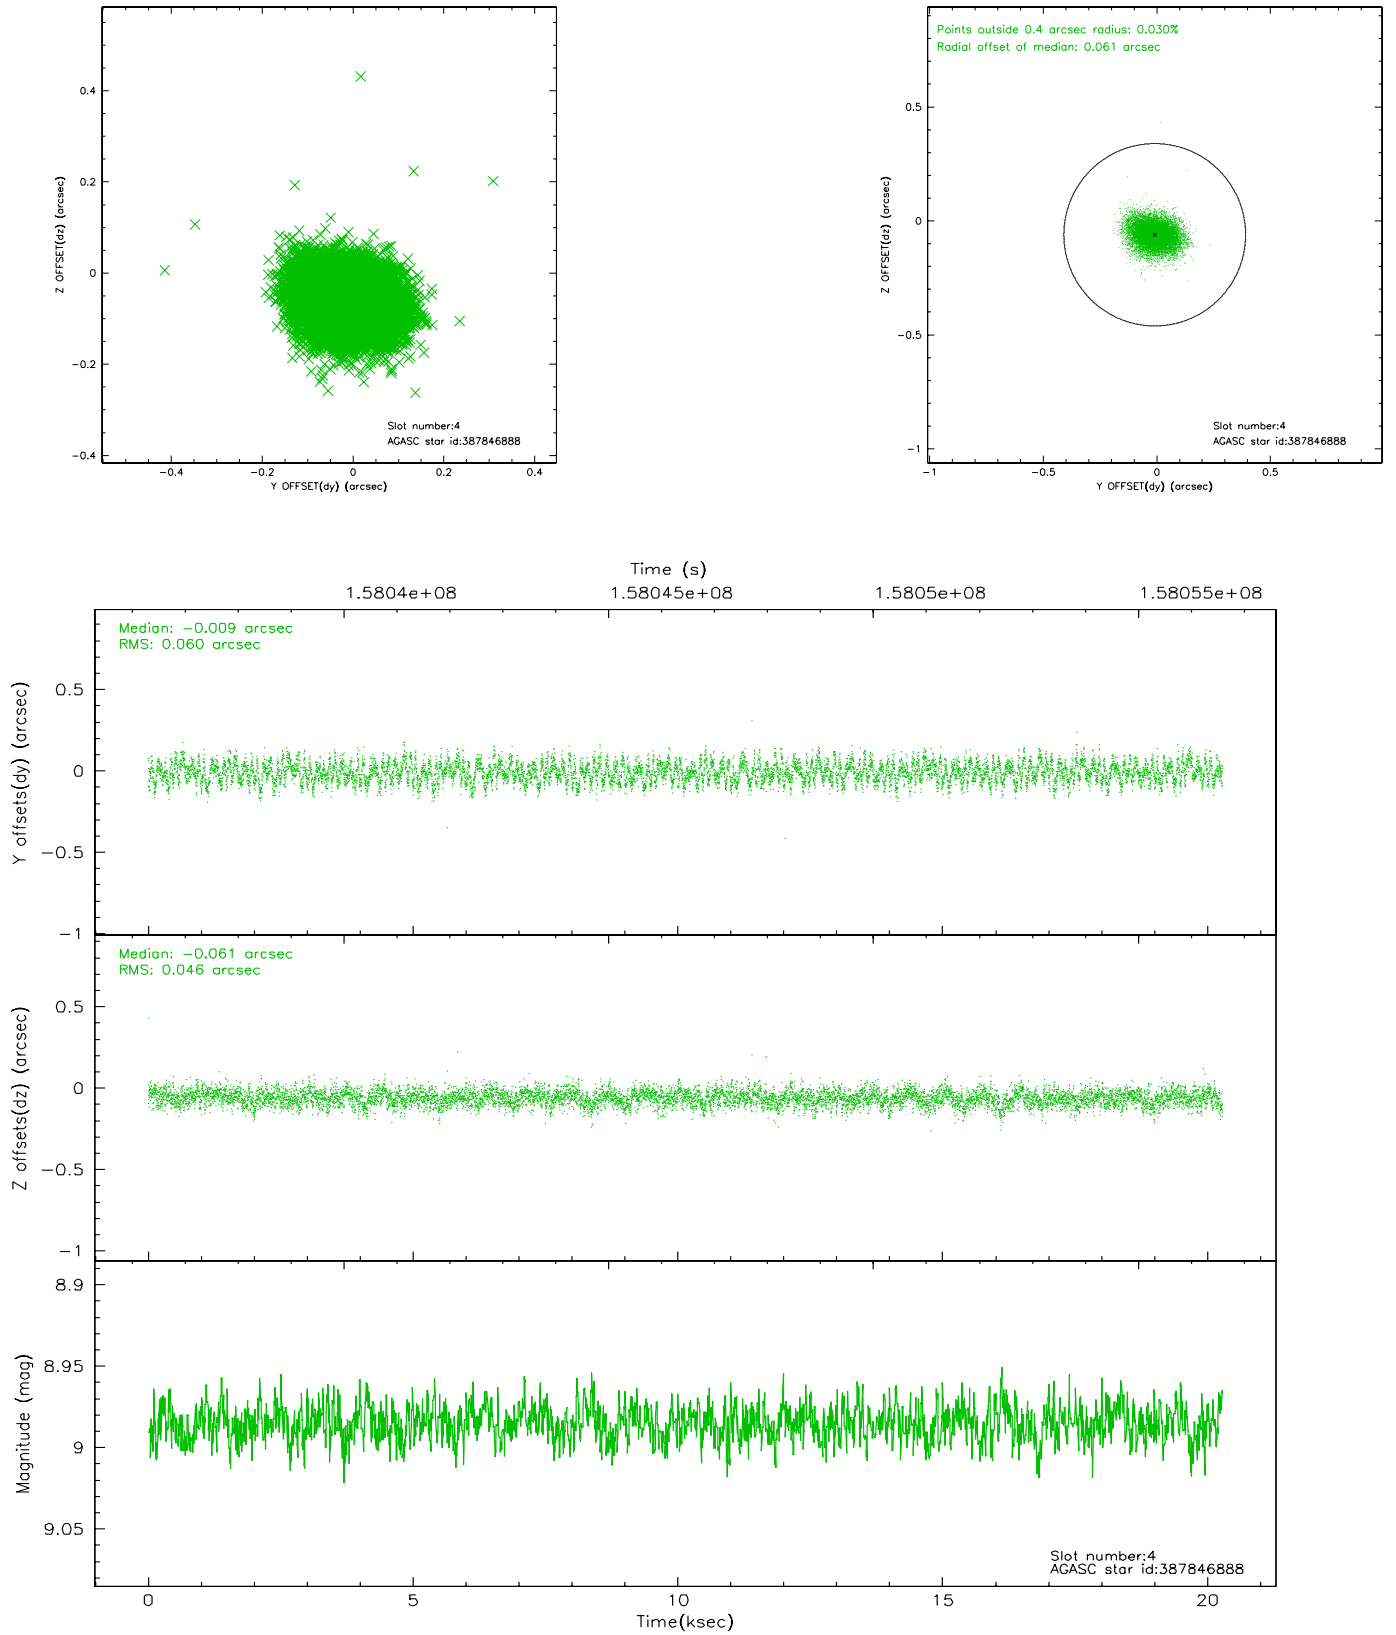 0.4
0.2
0
−0.2
−0.4
Z OFFSET(dz) (arcsec)
Slot number:4
AGASC star id:387846888
−0.4
−0.2
0
0.2
0.4
Y OFFSET(dy) (arcsec)
Points outside 0.4 arcsec radius: 0.030%
Radial offset of median: 0.061 arcsec
0.5
0
−0.5
−1
Z OFFSET(dz) (arcsec)
Slot number:4
AGASC star id:387846888
−1
−0.5
0
0.5
Y OFFSET(dy) (arcsec)
Time (s)
1.5804e+08
1.58045e+08
1.5805e+08
1.58055e+08
Median: −0.009 arcsec
RMS: 0.060 arcsec
0.5
0
−0.5
−1
Y offsets(dy) (arcsec)
Median: −0.061 arcsec
RMS: 0.046 arcsec
0.5
0
−0.5
−1
Z offsets(dz) (arcsec)
8.9
8.95
9
9.05
Magnitude (mag)
Slot number:4
AGASC star id:387846888
0
5
10
15
20
Time(ksec)